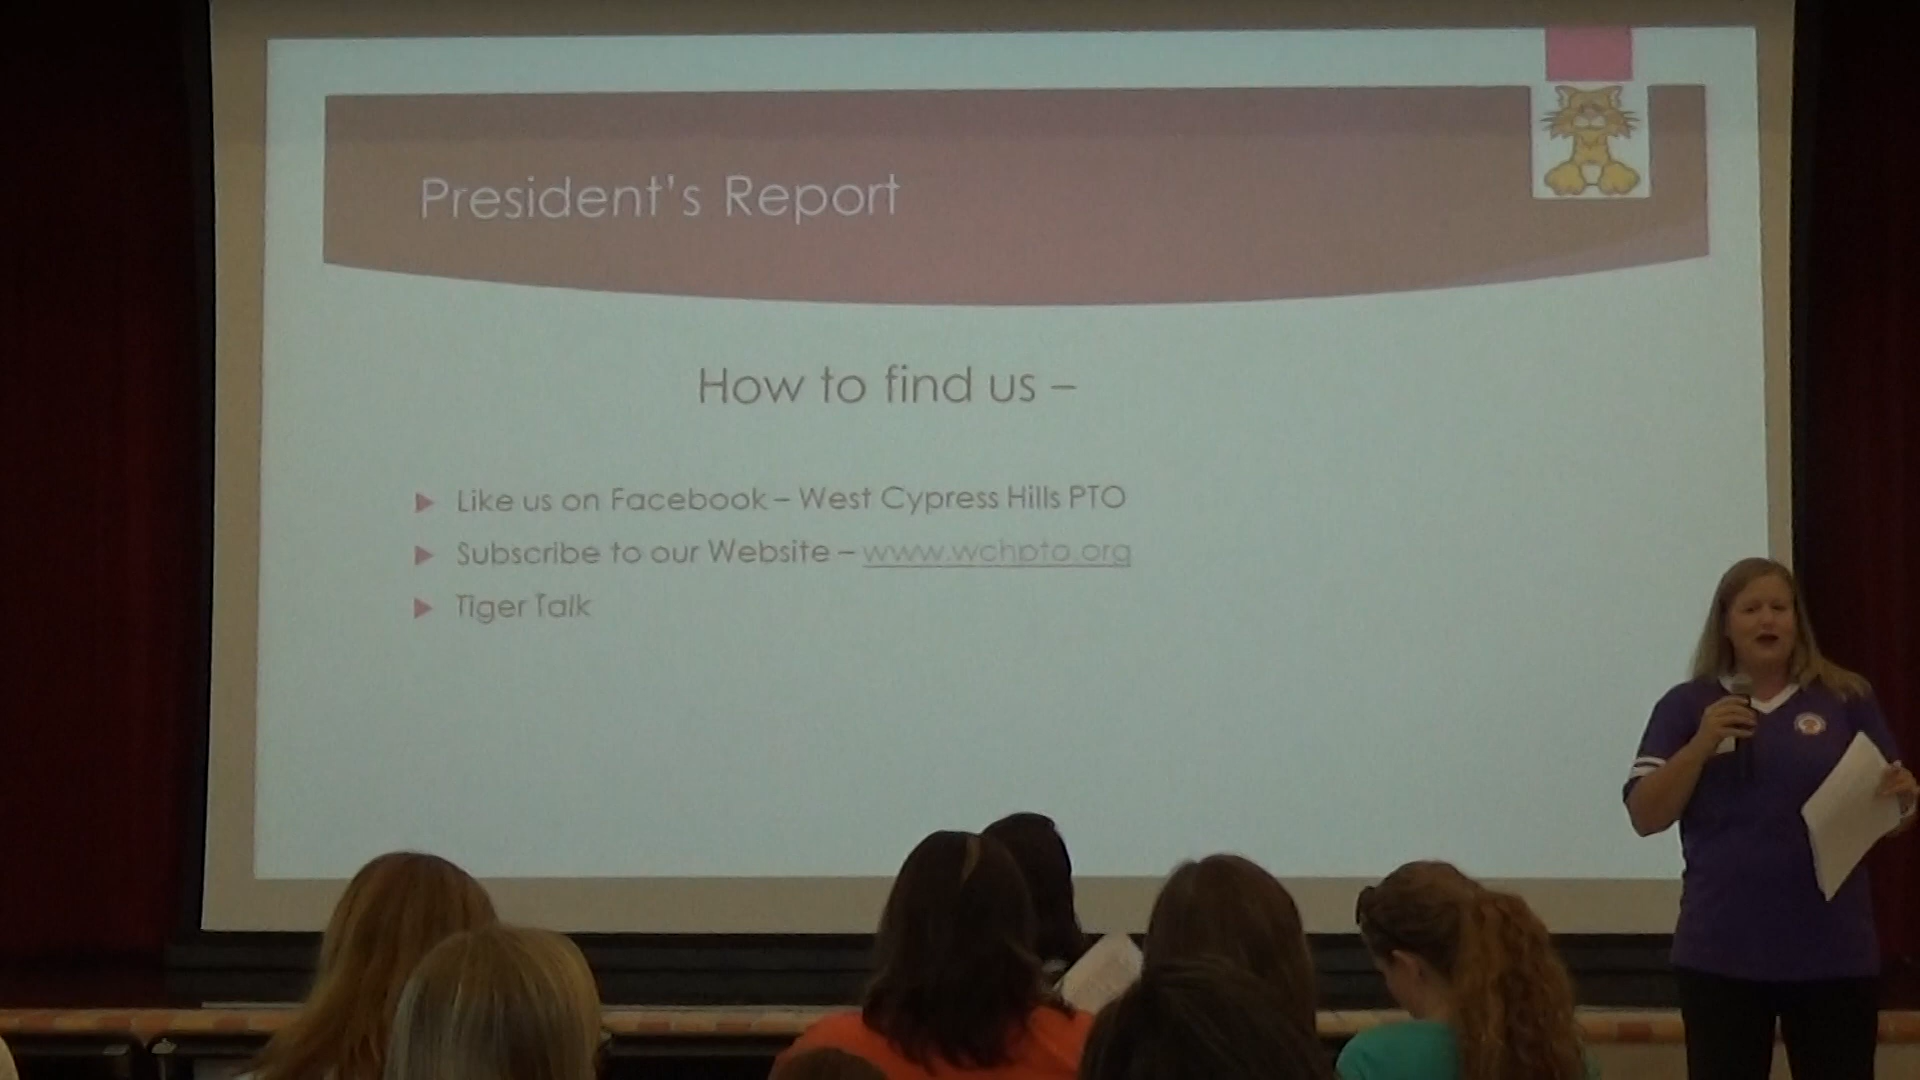 President's Report
How to find us –
Like us on Facebook – West Cypress Hills PTO
Subscribe to our Website – www.wchpto.org
Tiger Talk